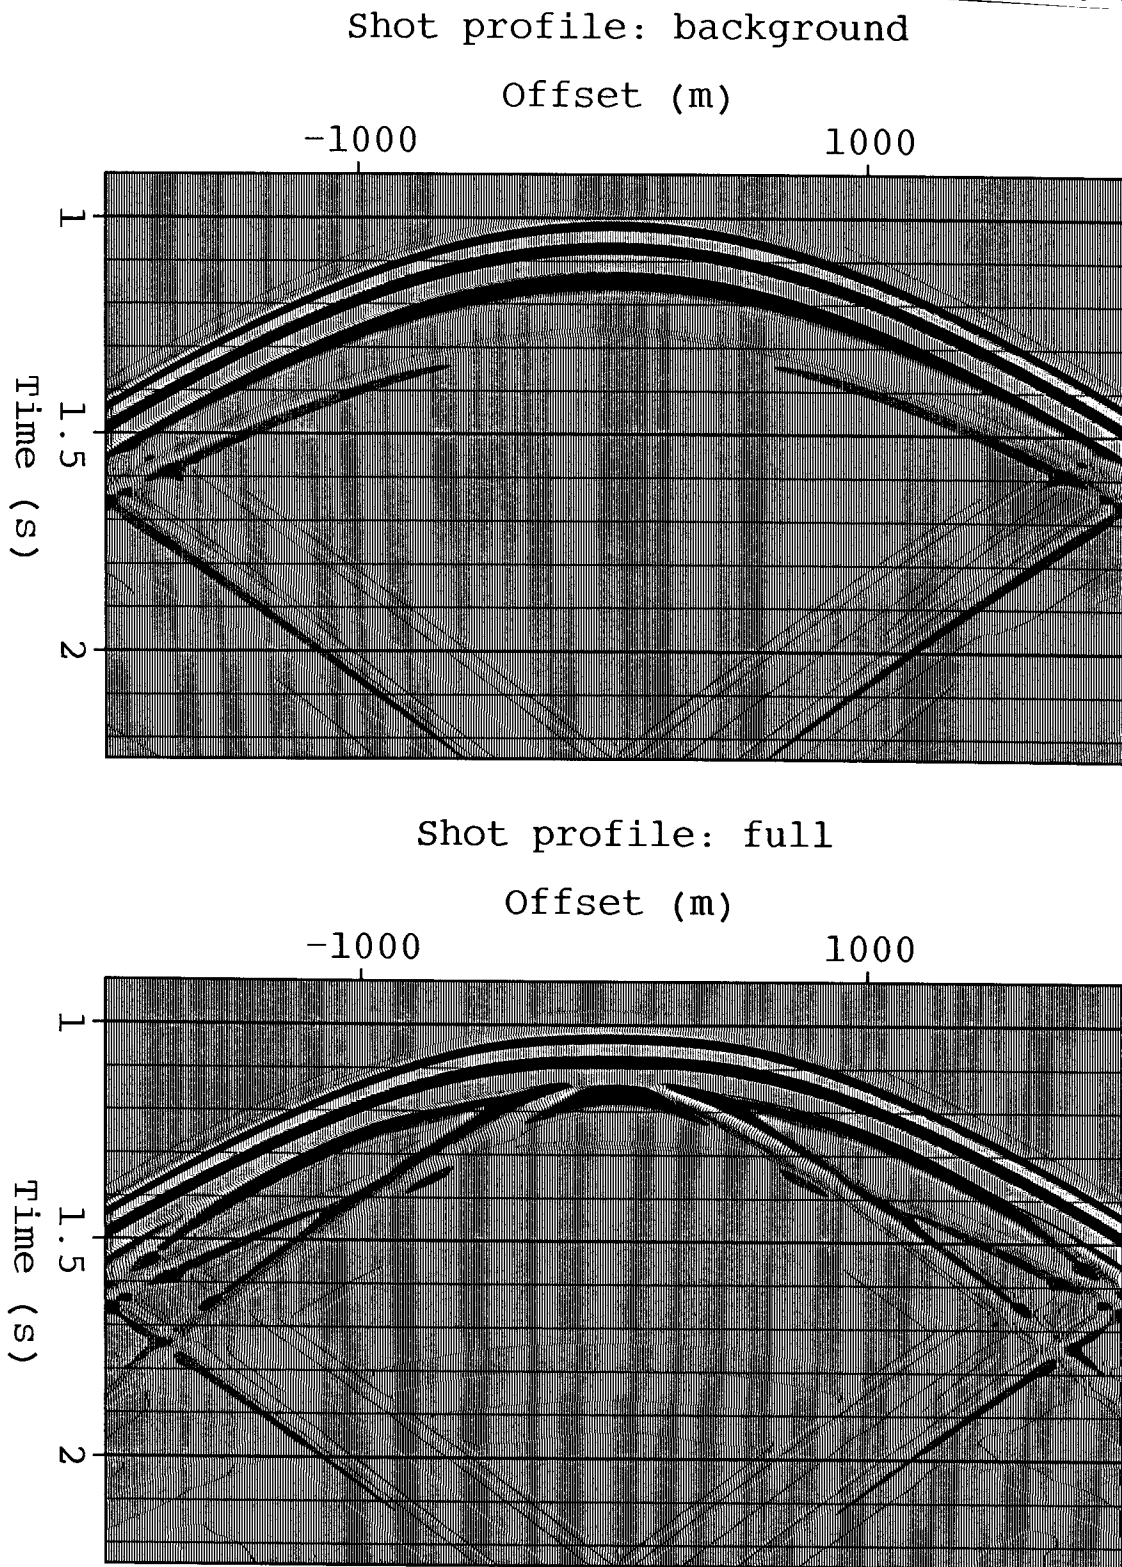 Shot profile: background
Offset (m)
-1000 1000
1
1.5
2
Time (s)
Shot profile: full
Offset (m)
-1000 1000
1
1.5
2
Time (s)